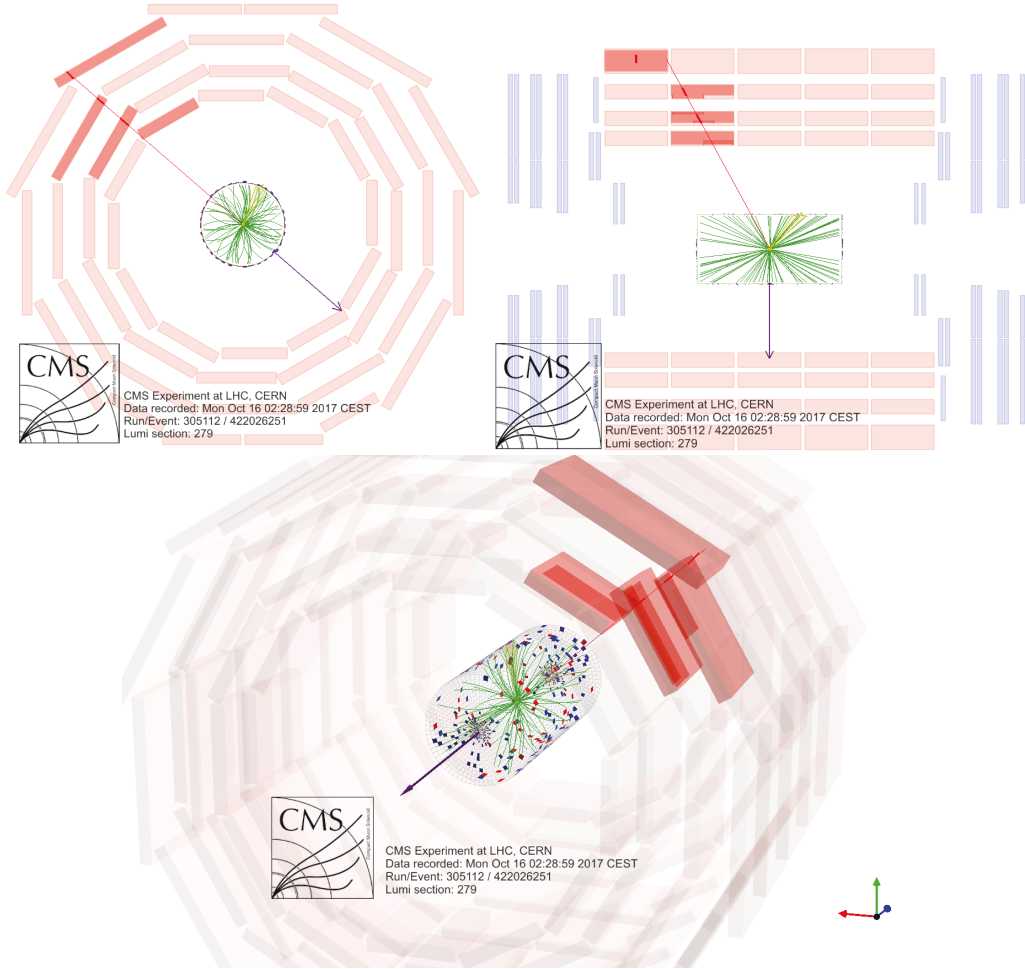 CMS
Compact Muon Solenoid
CMS Experiment at LHC, CERN
Data recorded: Mon Oct 16 02:28:59 2017 CEST
Run/Event: 305112 / 422026251
Lumi section: 279
CMS
Compact Muon Solenoid
CMS Experiment at LHC, CERN
Data recorded: Mon Oct 16 02:28:59 2017 CEST
Run/Event: 305112 / 422026251
Lumi section: 279
CMS
Compact Muon Solenoid
CMS Experiment at LHC, CERN
Data recorded: Mon Oct 16 02:28:59 2017 CEST
Run/Event: 305112 / 422026251
Lumi section: 279